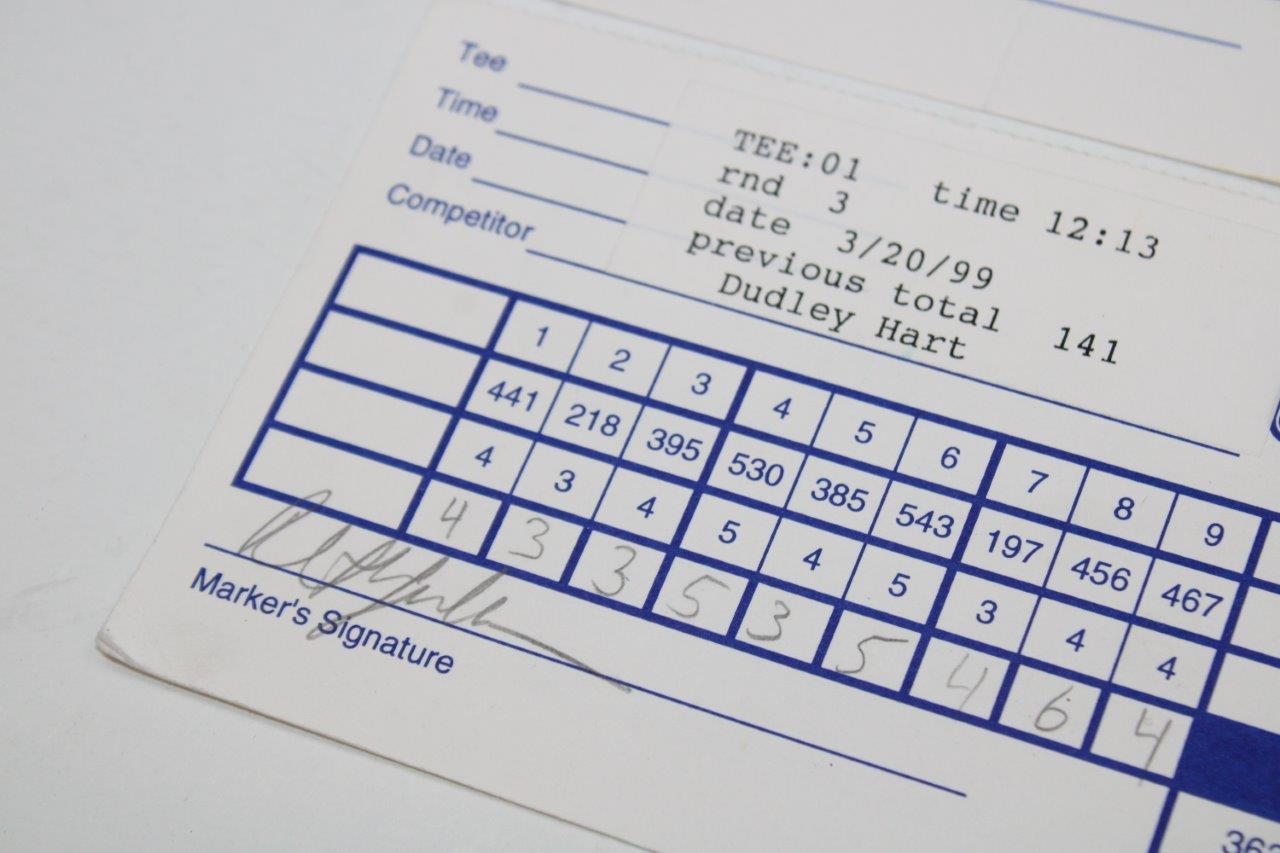 Tee
Time
Date
Competitor
TEE:01 time 12:13
rnd 3
date 3/20/99
previous total 141
Dudley Hart
1 2 3 4 5 6 7 8 9
441 218 395 530 385 543 197 456 467
4 3 4 5 4 5 3 4 4
4 3 3 5 3 5 4 6 4
Marker's Signature